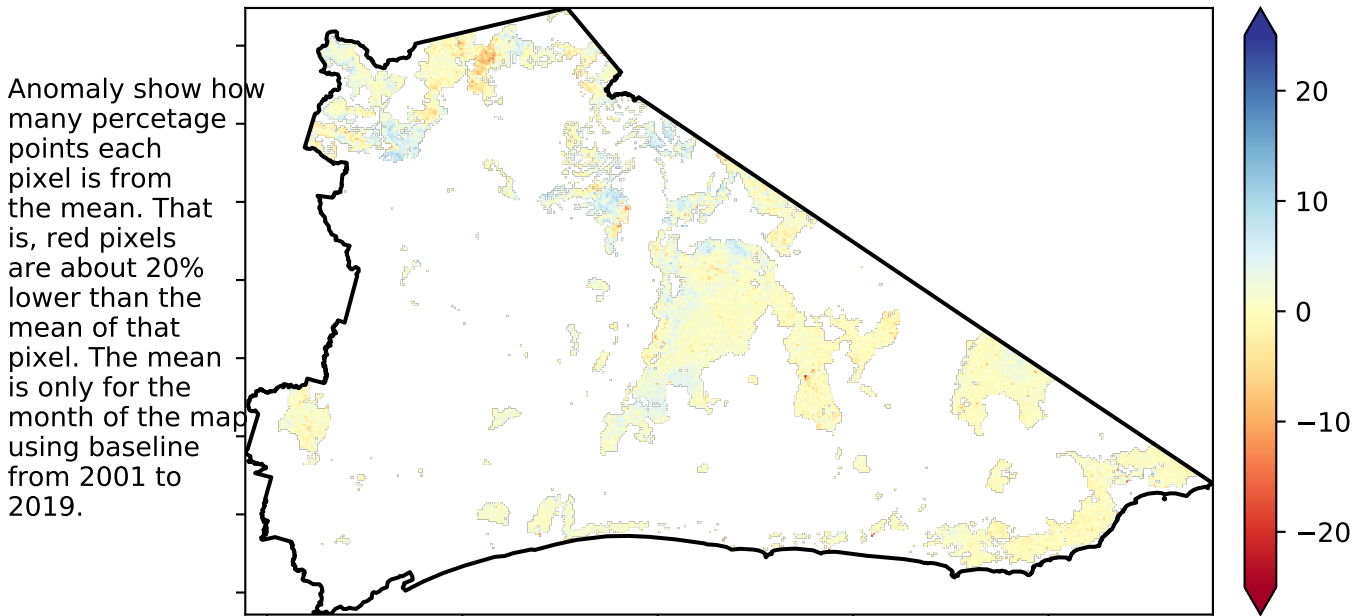 Anomaly show how
many percetage
points each
pixel is from
the mean. That
is, red pixels
are about 20%
lower than the
mean of that
pixel. The mean
is only for the
month of the map
using baseline
from 2001 to
2019.
20
10
0
−10
−20